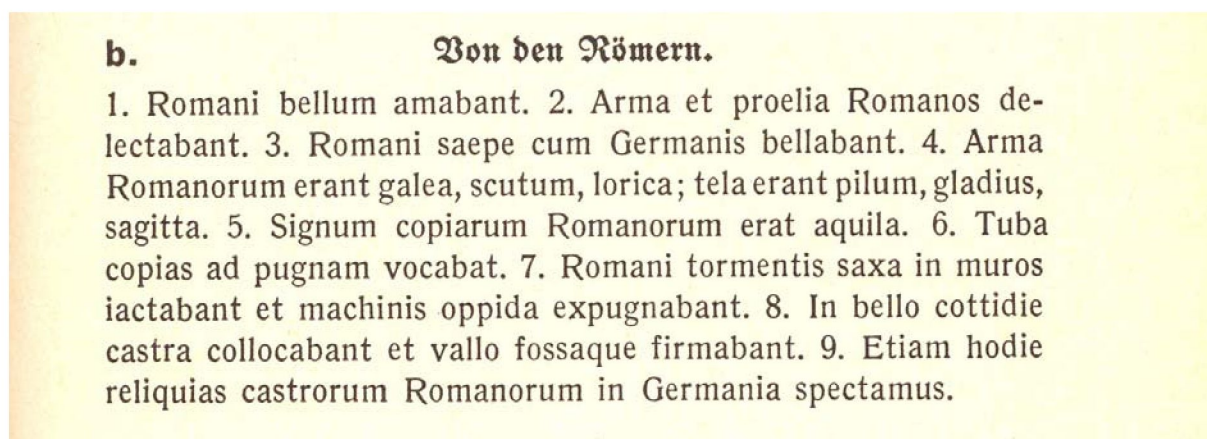 b. Von den Römern.
1. Romani bellum amabant. 2. Arma et proelia Romanos de-
lectabant. 3. Romani saepe cum Germanis bellabant. 4. Arma
Romanorum erant galea, scutum, lorica; tela erant pilum, gladius,
sagitta. 5. Signum copiarum Romanorum erat aquila. 6. Tuba
copias ad pugnam vocabat. 7. Romani tormentis saxa in muros
iactabant et machinis oppida expugnabant. 8. In bello cottidie
castra collocabant et vallo fossaque firmabant. 9. Etiam hodie
reliquias castrorum Romanorum in Germania spectamus.